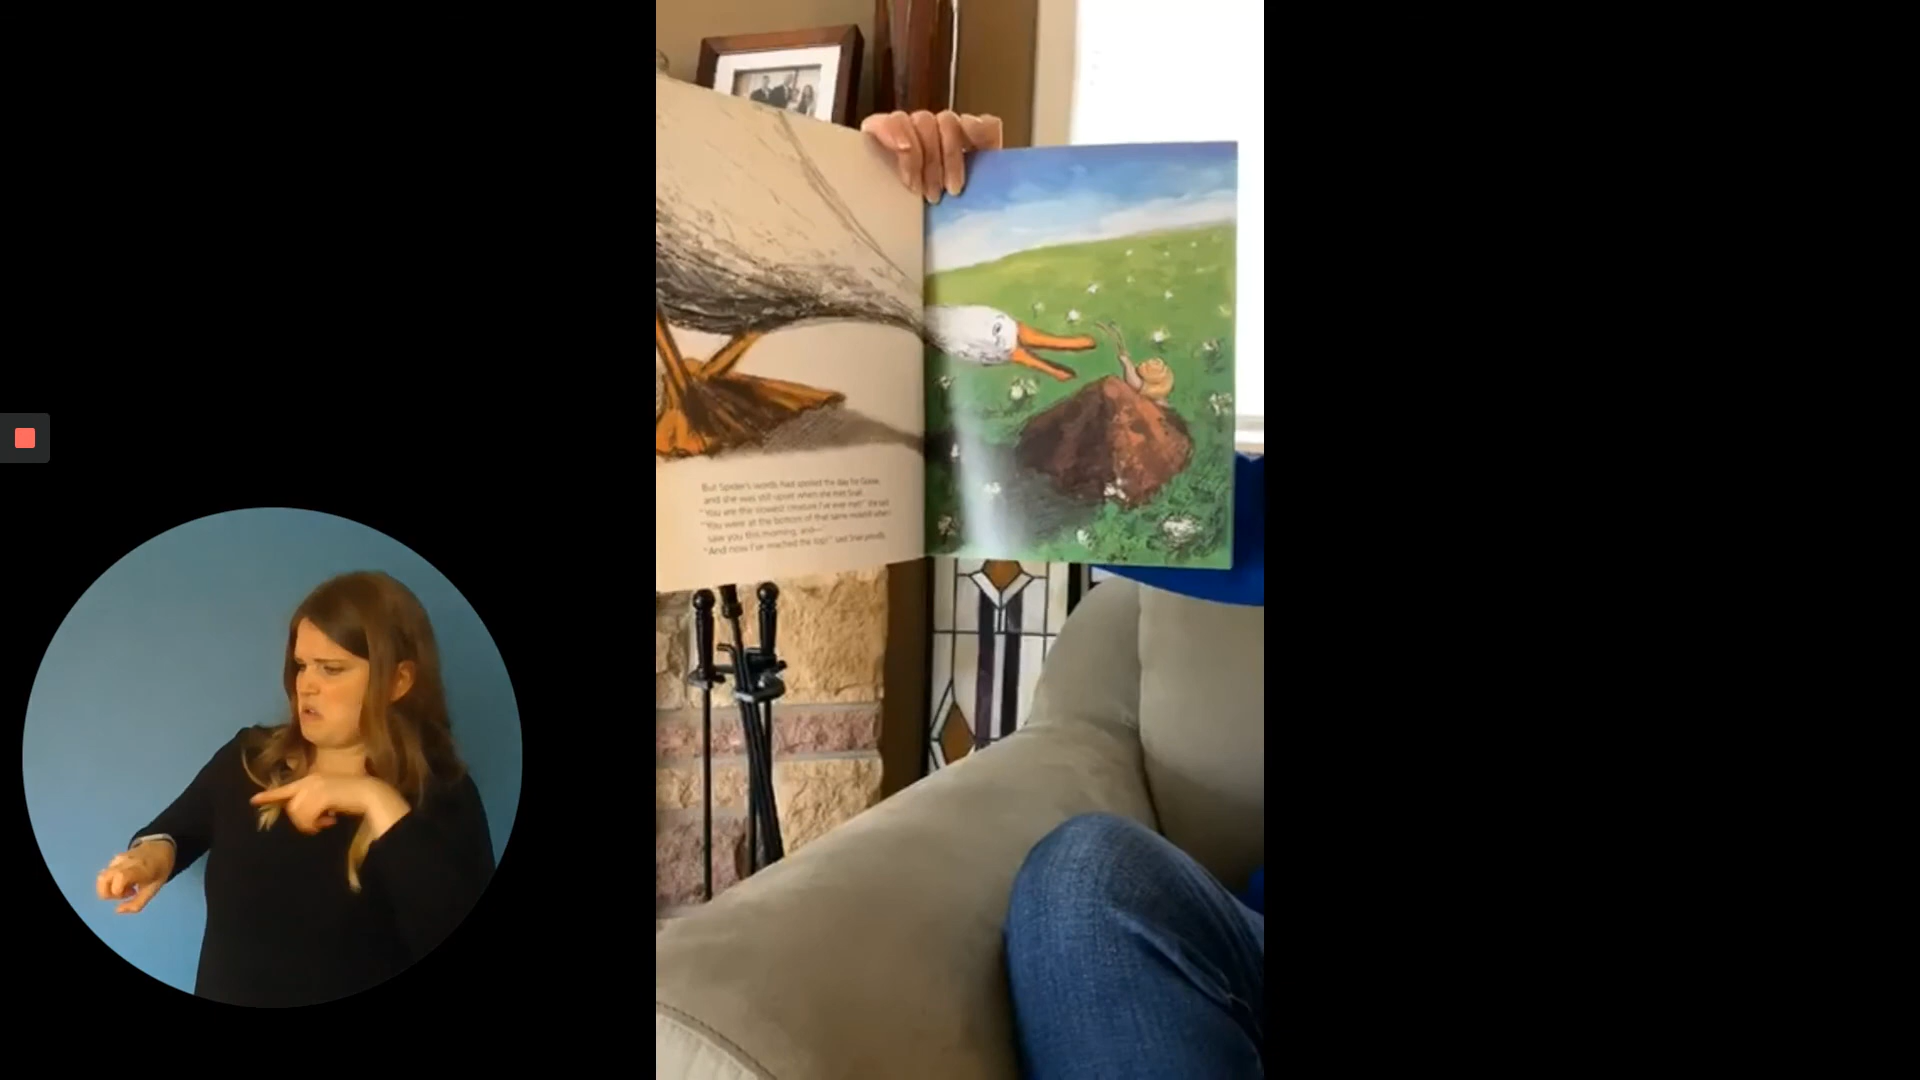 But Spider's words had spoiled the day for Goose,
and she was still upset when she met Snail.
"You are the slowest creature I've ever met!" she said.
"You were at the bottom of that same mound when I
saw you this morning, and—"
"And now I've reached the top!" said Snail proudly.